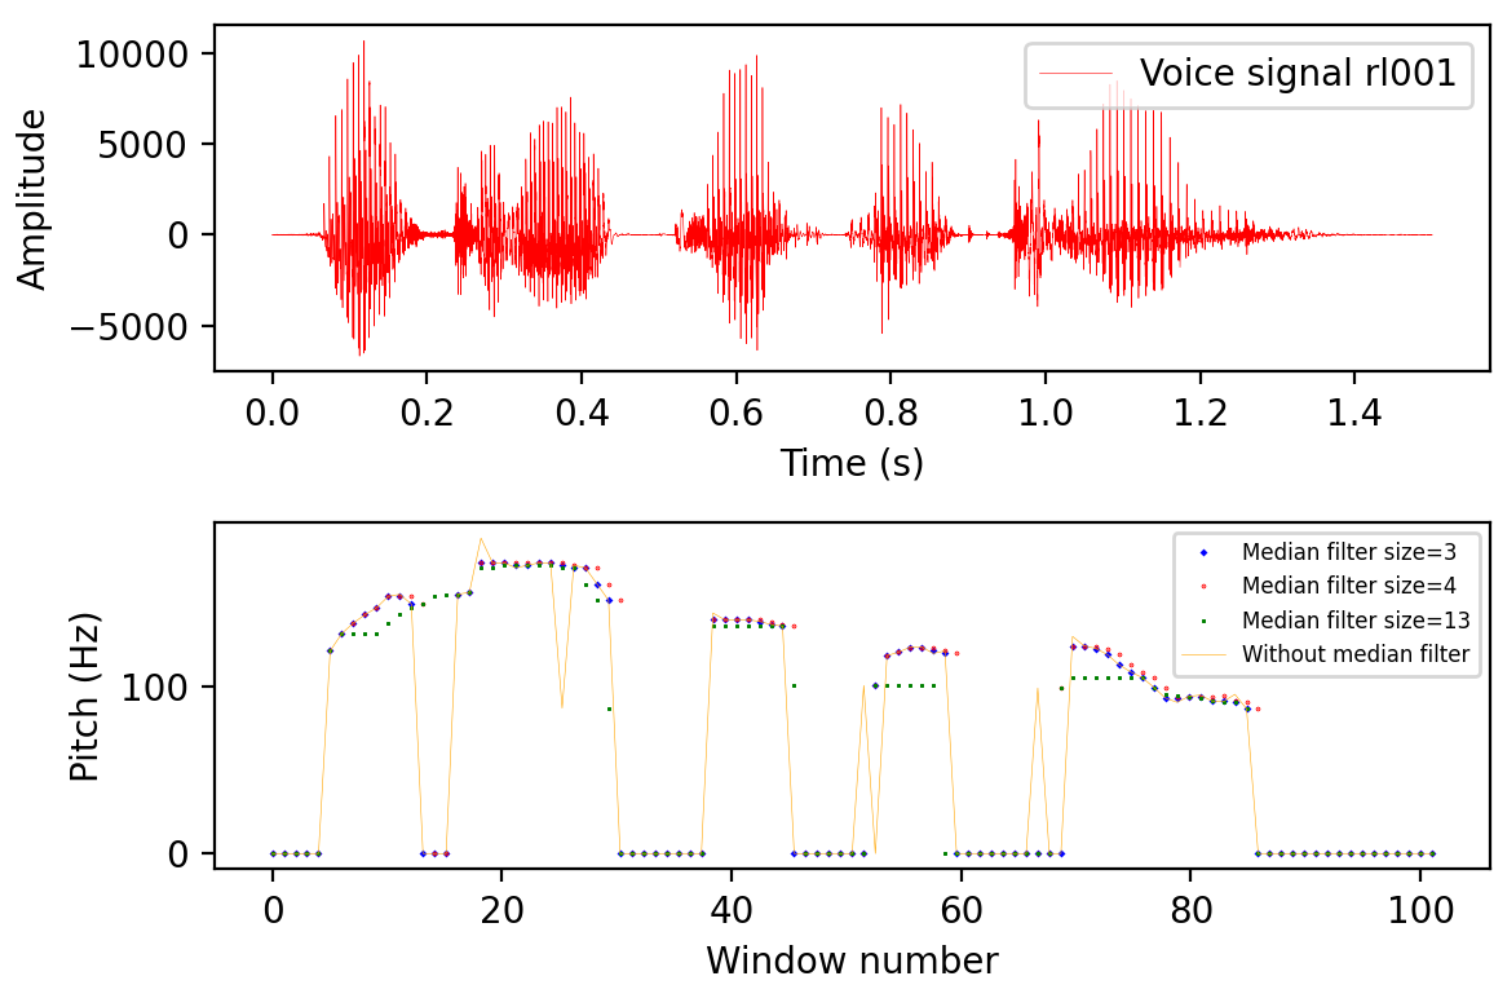 10000
5000
0
−5000
Amplitude
Voice signal rl001
0.0 0.2 0.4 0.6 0.8 1.0 1.2 1.4
Time (s)
100
0
Pitch (Hz)
Median filter size=3
Median filter size=4
Median filter size=13
Without median filter
0 20 40 60 80 100
Window number